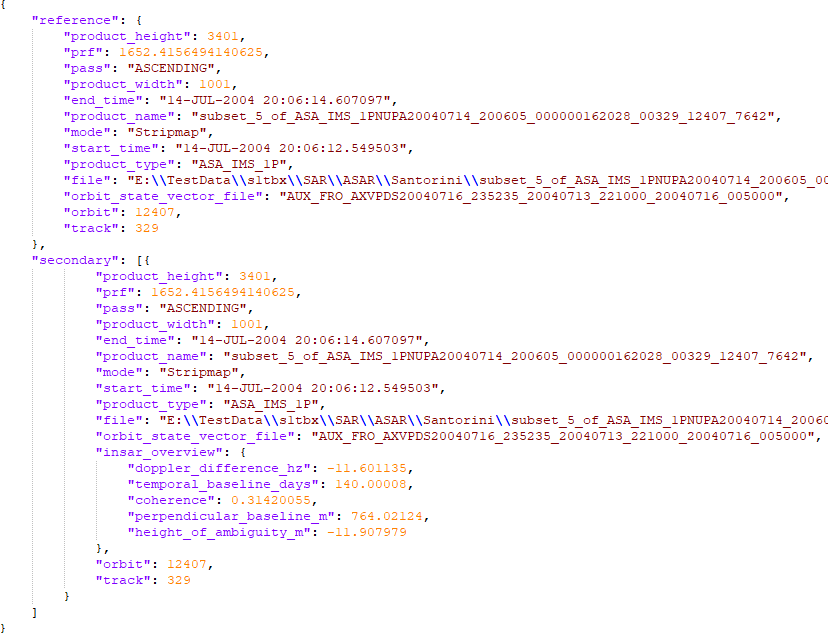 {
    "reference": {
        "product_height": 3401,
        "prf": 1652.4156494140625,
        "pass": "ASCENDING",
        "product_width": 1001,
        "end_time": "14-JUL-2004 20:06:14.607097",
        "product_name": "subset_5_of_ASA_IMS_1PNUPA20040714_200605_000000162028_00329_12407_7642",
        "mode": "Stripmap",
        "start_time": "14-JUL-2004 20:06:12.549503",
        "product_type": "ASA_IMS_1P",
        "file": "E:\\TestData\\s1tbx\\SAR\\ASAR\\Santorini\\subset_5_of_ASA_IMS_1PNUPA20040714_200605_00
        "orbit_state_vector_file": "AUX_FRO_AXVPDS20040716_235235_20040713_221000_20040716_005000",
        "orbit": 12407,
        "track": 329
    },
    "secondary": [{
            "product_height": 3401,
            "prf": 1652.4156494140625,
            "pass": "ASCENDING",
            "product_width": 1001,
            "end_time": "14-JUL-2004 20:06:14.607097",
            "product_name": "subset_5_of_ASA_IMS_1PNUPA20040714_200605_000000162028_00329_12407_7642",
            "mode": "Stripmap",
            "start_time": "14-JUL-2004 20:06:12.549503",
            "product_type": "ASA_IMS_1P",
            "file": "E:\\TestData\\s1tbx\\SAR\\ASAR\\Santorini\\subset_5_of_ASA_IMS_1PNUPA20040714_20060
            "orbit_state_vector_file": "AUX_FRO_AXVPDS20040716_235235_20040713_221000_20040716_005000",
            "insar_overview": {
                "doppler_difference_hz": -11.601135,
                "temporal_baseline_days": 140.00008,
                "coherence": 0.31420055,
                "perpendicular_baseline_m": 764.02124,
                "height_of_ambiguity_m": -11.907979
            },
            "orbit": 12407,
            "track": 329
        }
    ]
}